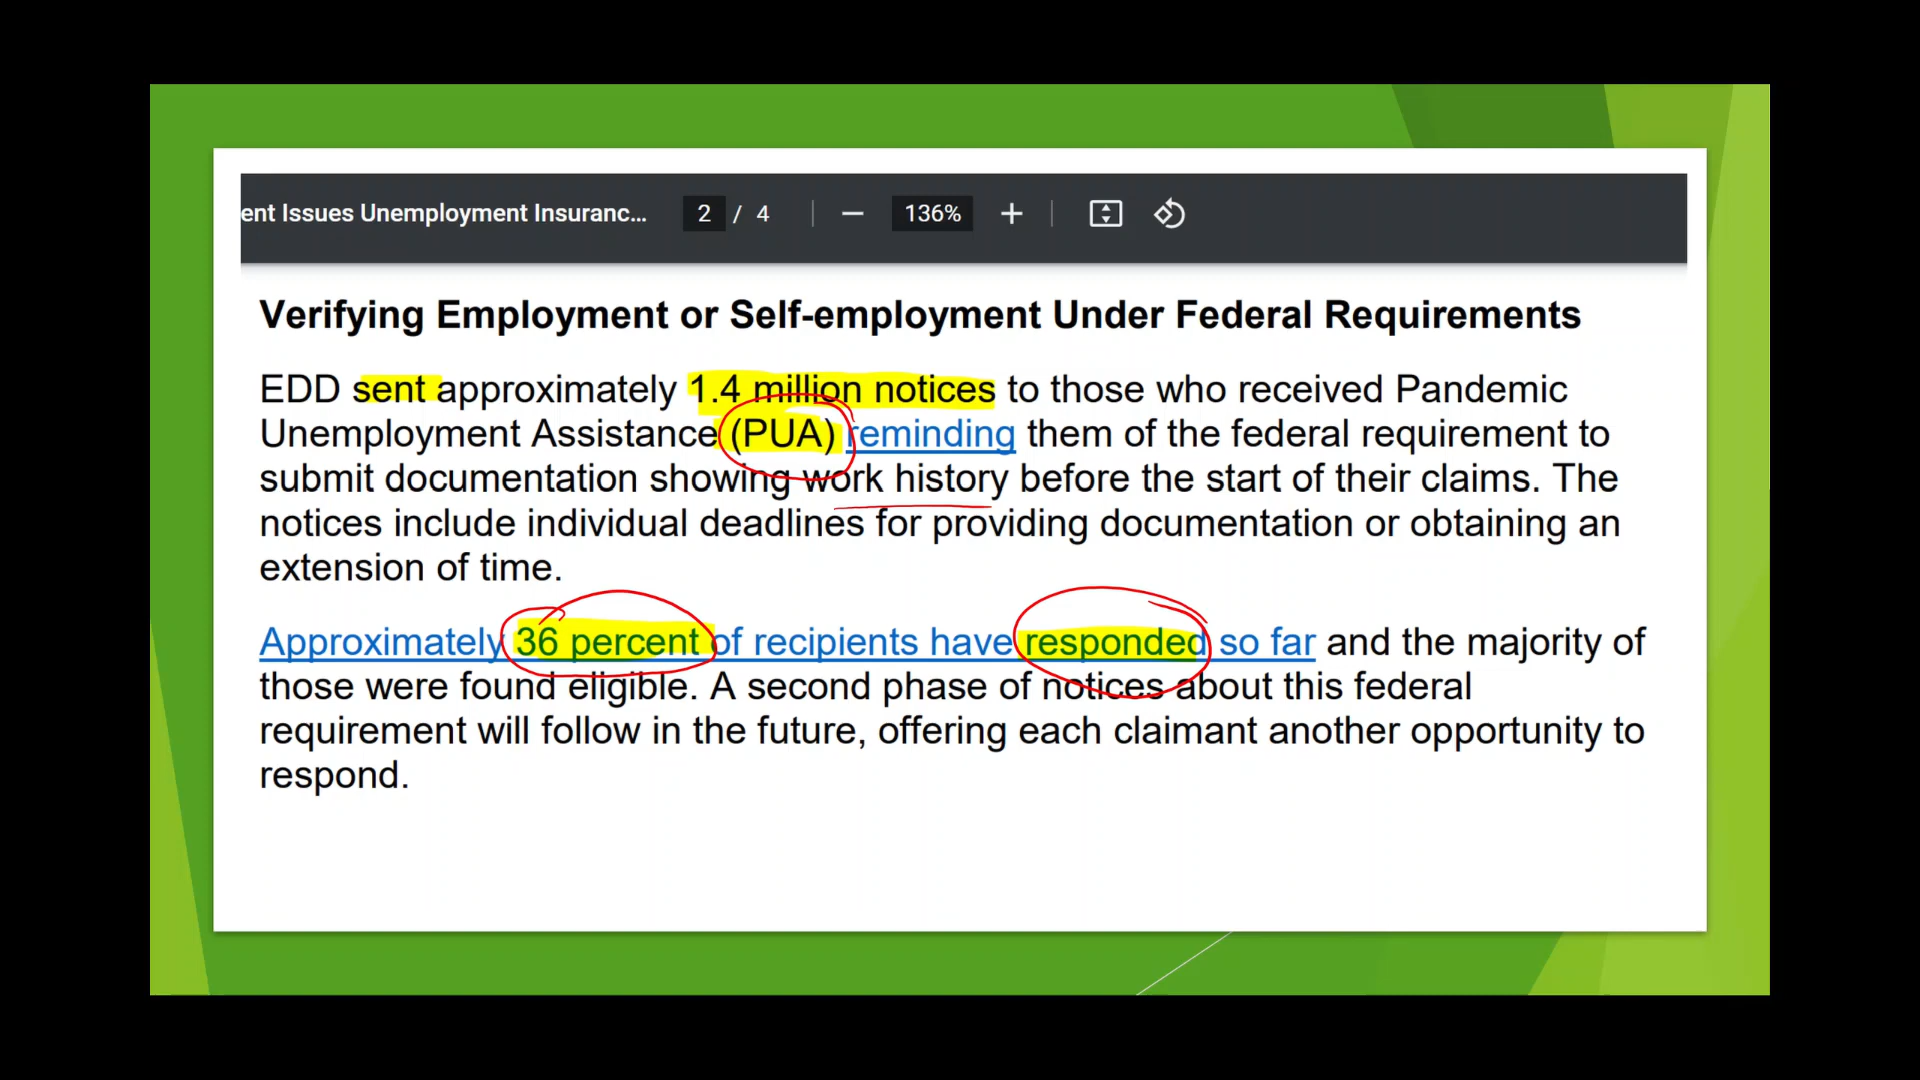 ent Issues Unemployment Insuranc... 2 / 4 136%
Verifying Employment or Self-employment Under Federal Requirements
EDD sent approximately 1.4 million notices to those who received Pandemic
Unemployment Assistance (PUA) reminding them of the federal requirement to
submit documentation showing work history before the start of their claims. The
notices include individual deadlines for providing documentation or obtaining an
extension of time.
Approximately 36 percent of recipients have responded so far and the majority of
those were found eligible. A second phase of notices about this federal
requirement will follow in the future, offering each claimant another opportunity to
respond.